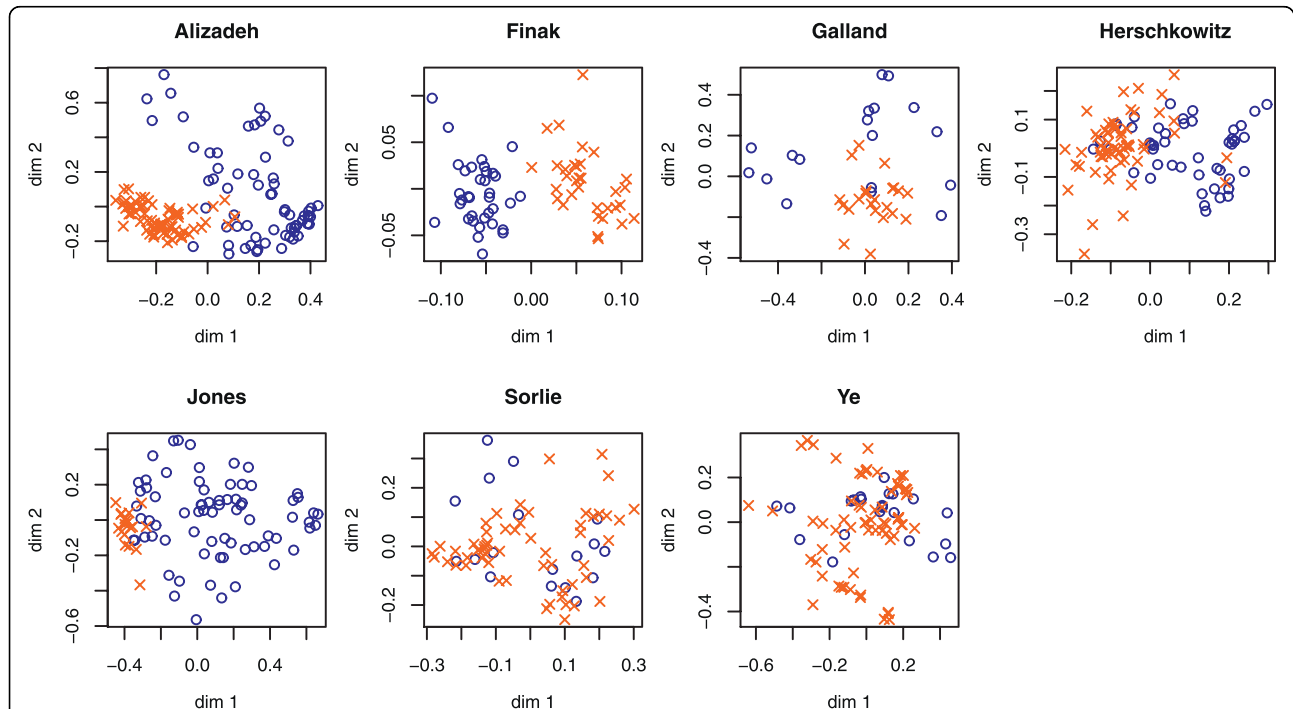 Alizadeh
dim 2
−0.2 0.2 0.6
−0.2 0.0 0.2 0.4
dim 1
Finak
dim 2
−0.05 0.05
−0.10 0.00 0.10
dim 1
Galland
dim 2
−0.4 0.0 0.2 0.4
−0.4 0.0 0.2 0.4
dim 1
Herschkowitz
dim 2
−0.3 −0.1 0.1
−0.2 0.0 0.2
dim 1
Jones
dim 2
−0.6 −0.2 0.2
−0.4 0.0 0.4
dim 1
Sorlie
dim 2
−0.2 0.0 0.2
−0.3 −0.1 0.1 0.3
dim 1
Ye
dim 2
−0.4 0.0 0.2
−0.6 −0.2 0.2
dim 1